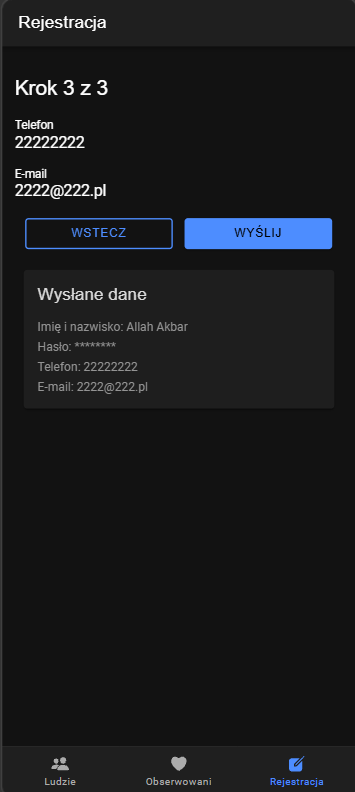 Rejestracja
Krok 3 z 3
Telefon
22222222
E-mail
2222@222.pl
WSTECZ WYŚLIJ
Wysłane dane
Imię i nazwisko: Allah Akbar
Hasło: ********
Telefon: 22222222
E-mail: 2222@222.pl
Ludzie Obserwowani Rejestracja